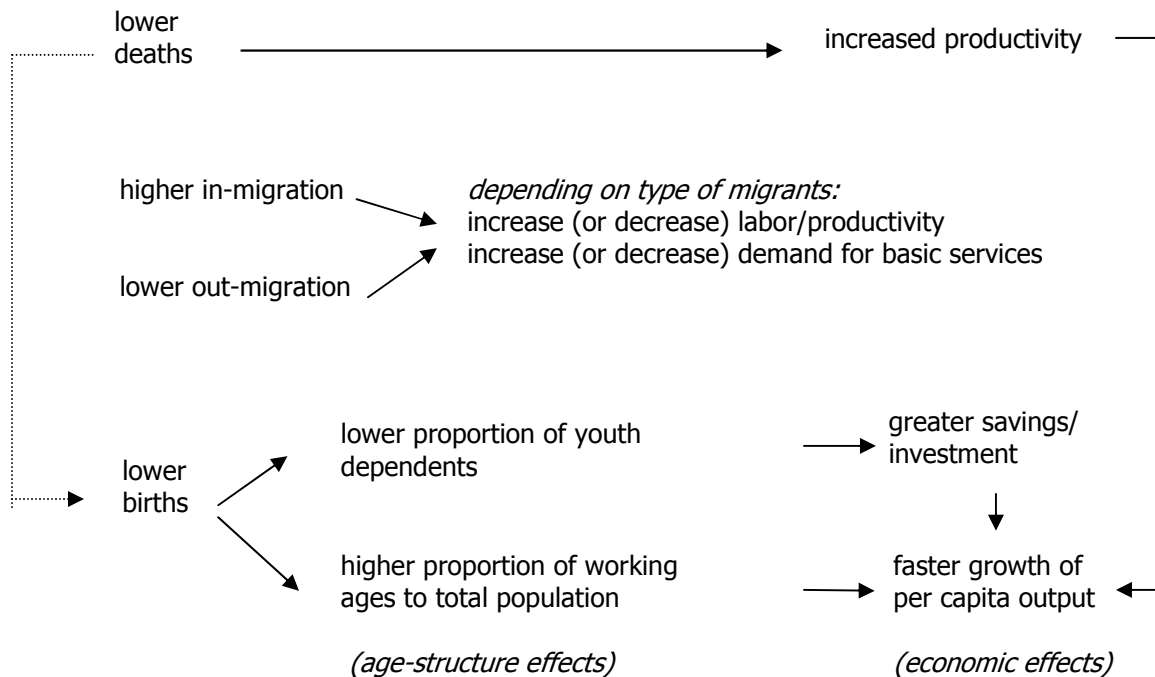 lower
deaths
increased productivity
higher in-migration
depending on type of migrants:
increase (or decrease) labor/productivity
increase (or decrease) demand for basic services
lower out-migration
lower proportion of youth
dependents
greater savings/
investment
lower
births
higher proportion of working
ages to total population
faster growth of
per capita output
(age-structure effects)
(economic effects)